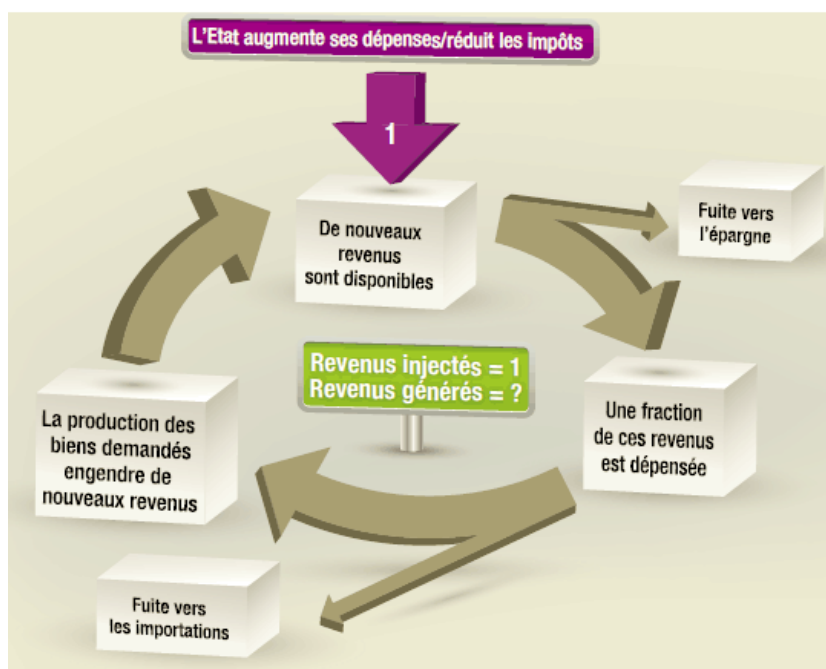 L'Etat augmente ses dépenses/réduit les impôts
1
De nouveaux
revenus
sont disponibles
Fuite vers
l'épargne
Revenus injectés = 1
Revenus générés = ?
Une fraction
de ces revenus
est dépensée
La production des
biens demandés
engendre de
nouveaux revenus
Fuite vers
les importations